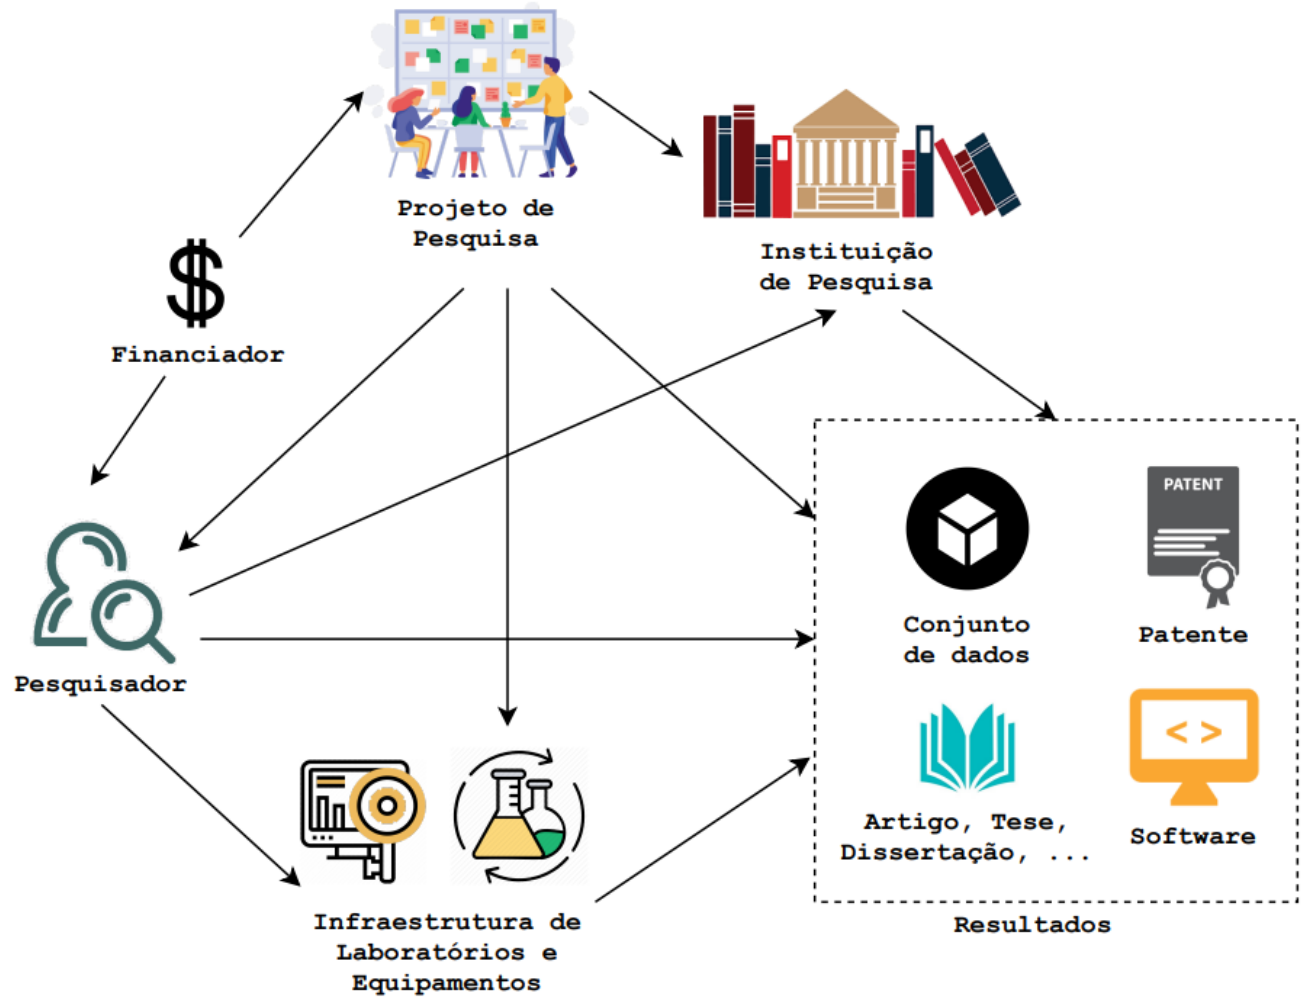 Projeto de
Pesquisa
Instituição
de Pesquisa
Financiador
PATENT
Conjunto
de dados
Patente
Pesquisador
< >
Artigo, Tese,
Dissertação, ...
Software
Infraestrutura de
Laboratórios e
Equipamentos
Resultados